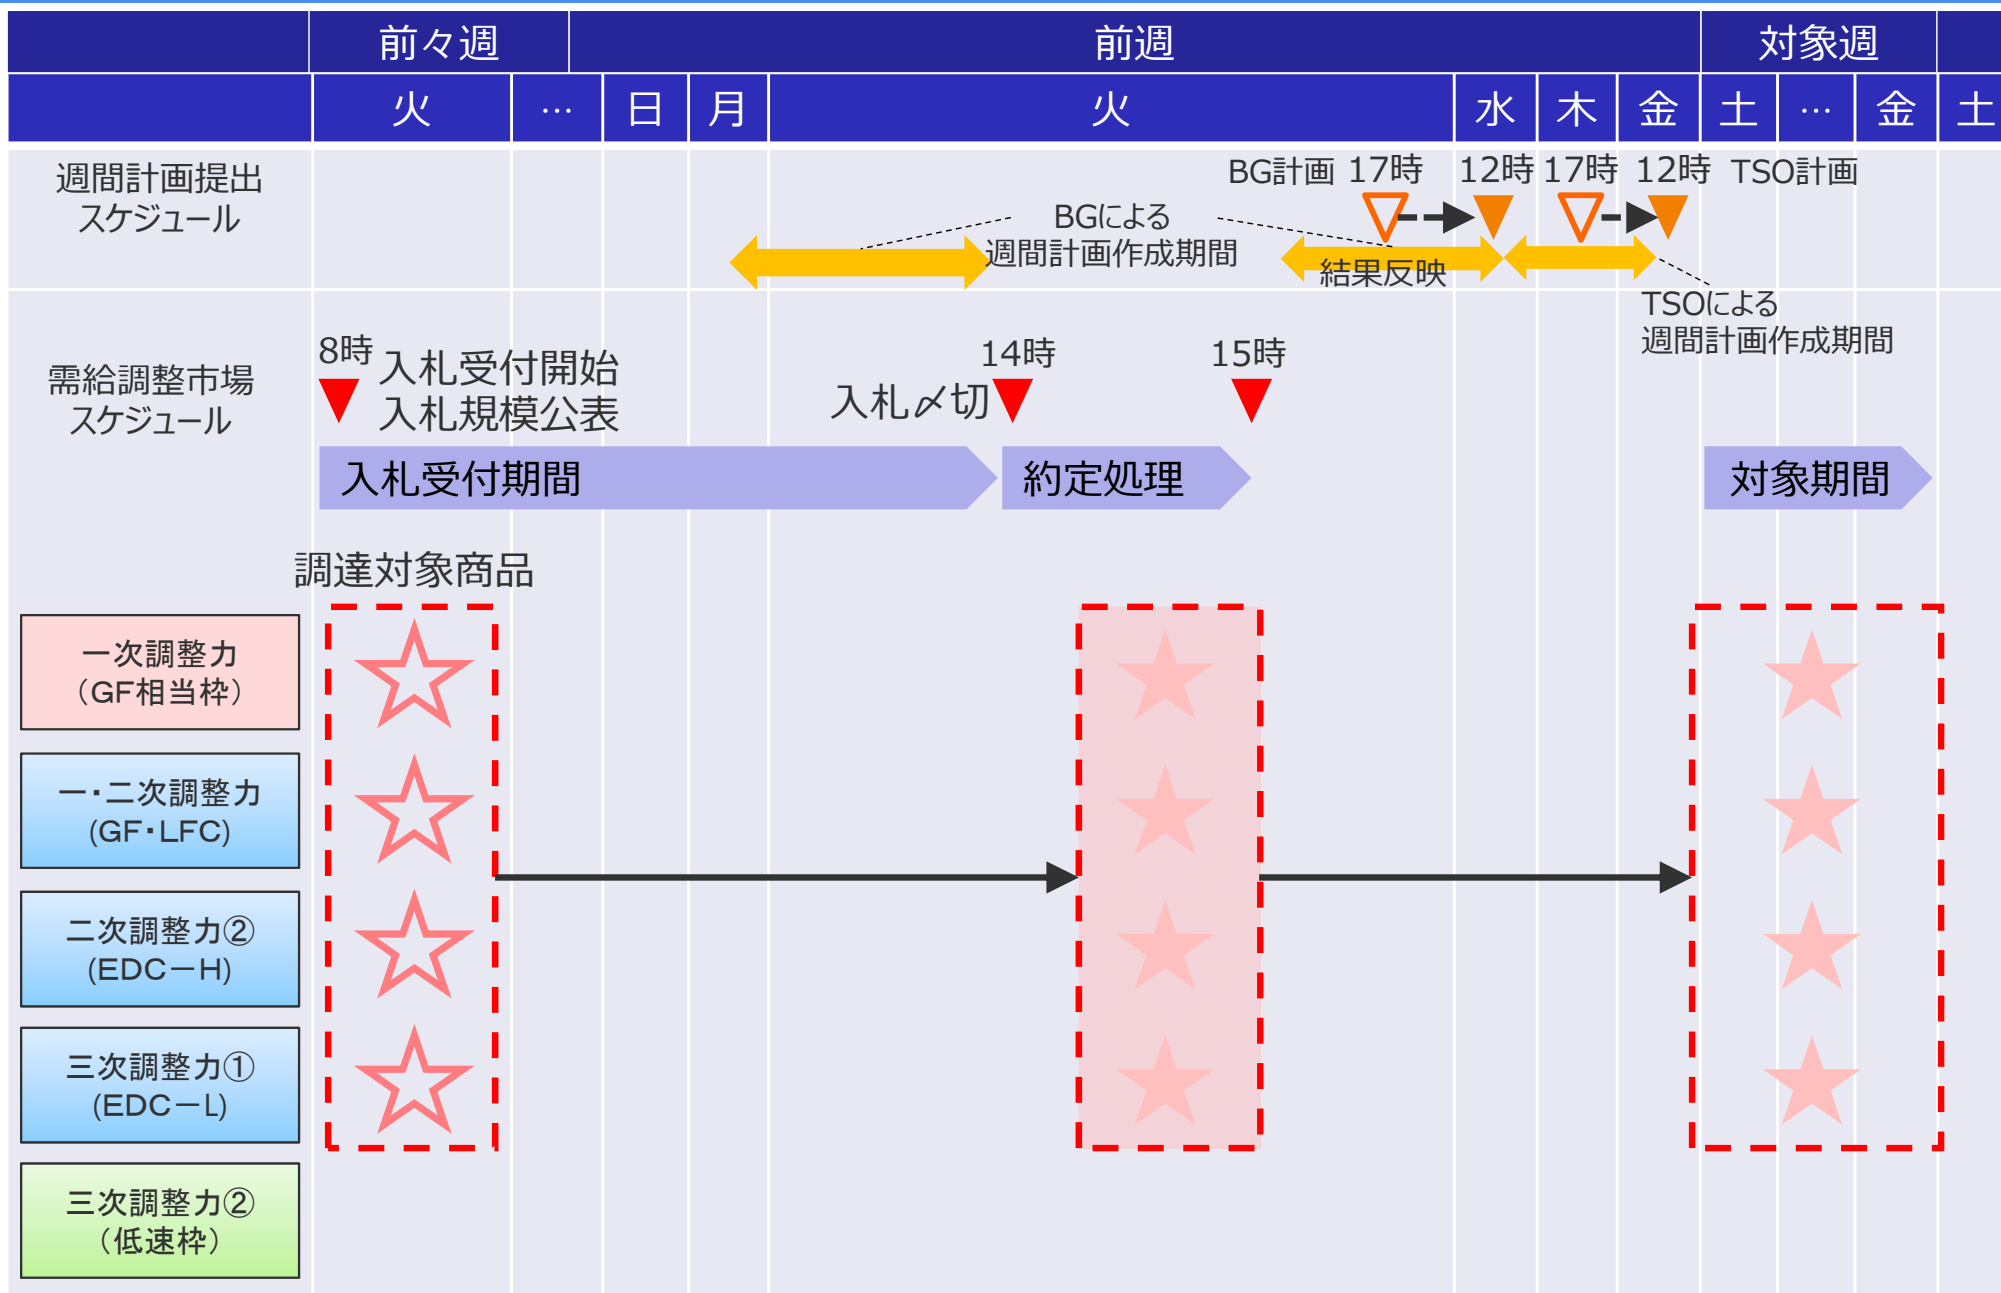 前々週
前週
対象週
火
…
日
月
火
水
木
金
土
…
金
土
週間計画提出
スケジュール
BG計画
17時
12時
17時
12時
TSO計画
BGによる
週間計画作成期間
結果反映
TSOによる
週間計画作成期間
需給調整市場
スケジュール
8時
入札受付開始
入札規模公表
入札〆切
14時
15時
入札受付期間
約定処理
対象期間
調達対象商品
一次調整力
（GF相当枠）
一・二次調整力
(GF・LFC)
二次調整力②
(EDC－H)
三次調整力①
(EDC－L)
三次調整力②
（低速枠）